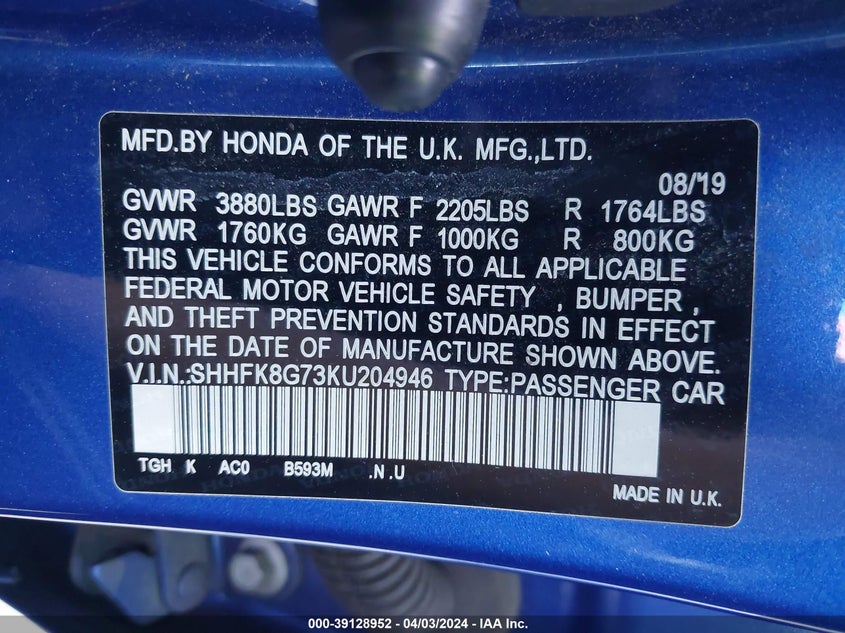 MFD.BY HONDA OF THE U.K. MFG.,LTD.
08/19
GVWR 3880LBS GAWR F 2205LBS R 1764LBS
GVWR 1760KG GAWR F 1000KG R 800KG
THIS VEHICLE CONFORMS TO ALL APPLICABLE
FEDERAL MOTOR VEHICLE SAFETY , BUMPER ,
AND THEFT PREVENTION STANDARDS IN EFFECT
ON THE DATE OF MANUFACTURE SHOWN ABOVE.
V.I.N.:SHHFK8G73KU204946 TYPE:PASSENGER CAR
TGH K AC0 B593M .N .U
MADE IN U.K.
000-39128952 - 04/03/2024 - IAA Inc.